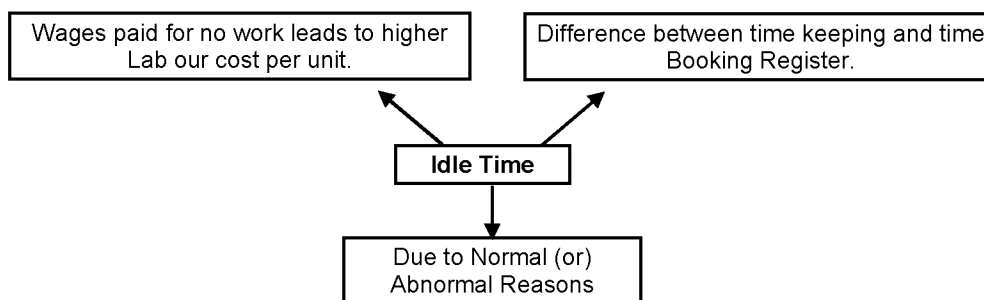 Wages paid for no work leads to higher
Lab our cost per unit.
Difference between time keeping and time
Booking Register.
Idle Time
Due to Normal (or)
Abnormal Reasons